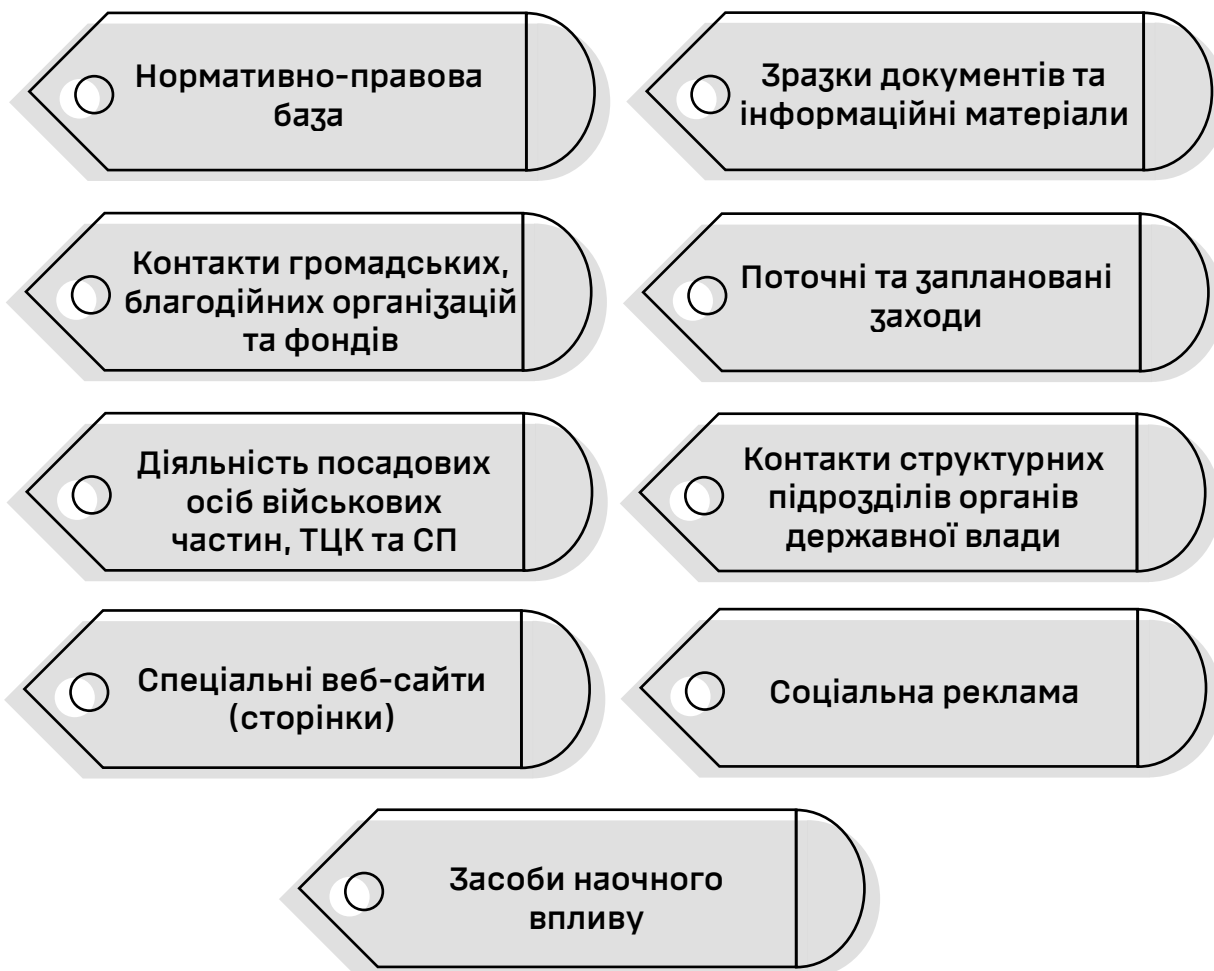 Нормативно-правова
база
Зразки документів та
інформаційні матеріали
Контакти громадських,
благодійних організацій
та фондів
Поточні та заплановані
заходи
Діяльність посадових
осіб військових
частин, ТЦК та СП
Контакти структурних
підрозділів органів
державної влади
Спеціальні веб-сайти
(сторінки)
Соціальна реклама
Засоби наочного
впливу